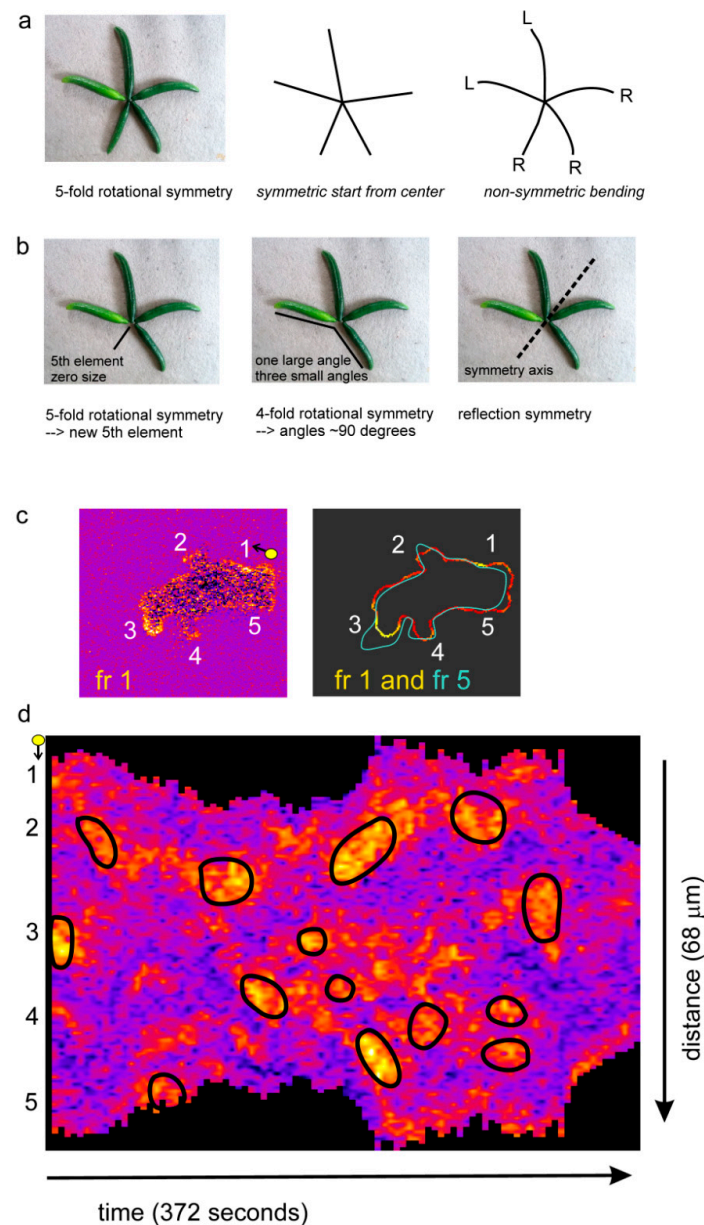 a
L
L
R
R
R
5-fold rotational symmetry
symmetric start from center
non-symmetric bending
b
5th element
zero size
one large angle
three small angles
symmetry axis
5-fold rotational symmetry
--> new 5th element
4-fold rotational symmetry
--> angles ~90 degrees
reflection symmetry
c
2
1
3
4
5
fr 1
2
1
3
4
5
fr 1 and fr 5
d
1
2
3
4
5
distance (68 μm)
time (372 seconds)